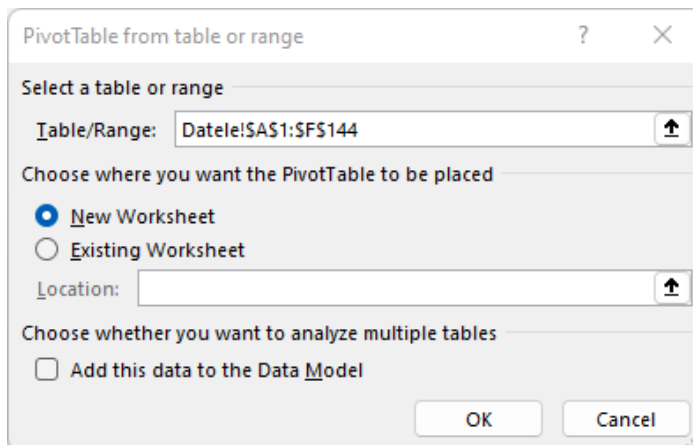 PivotTable from table or range ?
Select a table or range
Table/Range: Datele!$A$1:$F$144
Choose where you want the PivotTable to be placed
New Worksheet
Existing Worksheet
Location:
Choose whether you want to analyze multiple tables
Add this data to the Data Model
OK Cancel